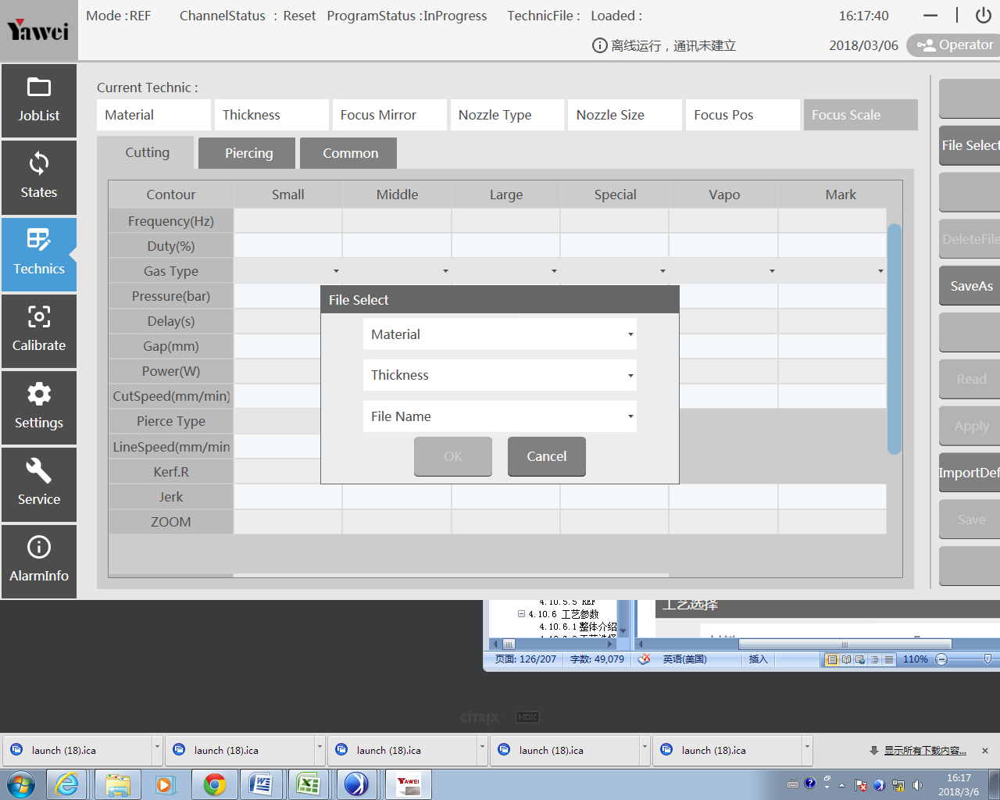 Yawei
Mode :REF ChannelStatus : Reset ProgramStatus :InProgress TechnicFile : Loaded : 16:17:40
离线运行，通讯未建立 2018/03/06 Operator
JobList
States
Technics
Calibrate
Settings
Service
AlarmInfo
Current Technic :
Material Thickness Focus Mirror Nozzle Type Nozzle Size Focus Pos Focus Scale
Cutting Piercing Common
Contour Small Middle Large Special Vapo Mark
Frequency(Hz)
Duty(%)
Gas Type
Pressure(bar)
Delay(s)
Gap(mm)
Power(W)
CutSpeed(mm/min)
Pierce Type
LineSpeed(mm/min
Kerf.R
Jerk
ZOOM
File Select
Material
Thickness
File Name
OK Cancel
File Select
DeleteFile
SaveAs
Read
Apply
ImportDef
Save
4.10.5.5 REF
4.10.6 工艺参数
4.10.6.1 整体介绍
工艺选择
页面: 126/207 字数: 49,079 英语(美国) 插入 110%
CITRIX HDX
launch (18).ica launch (18).ica launch (18).ica launch (18).ica launch (18).ica 显示所有下载内容...
YAWEI
16:17
2018/3/6